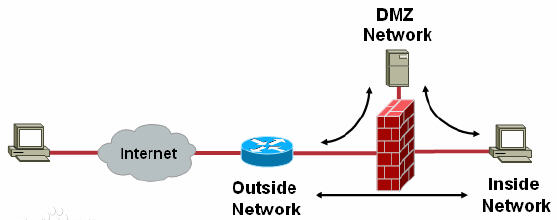 DMZ
Network
Internet
Outside
Network
Inside
Network